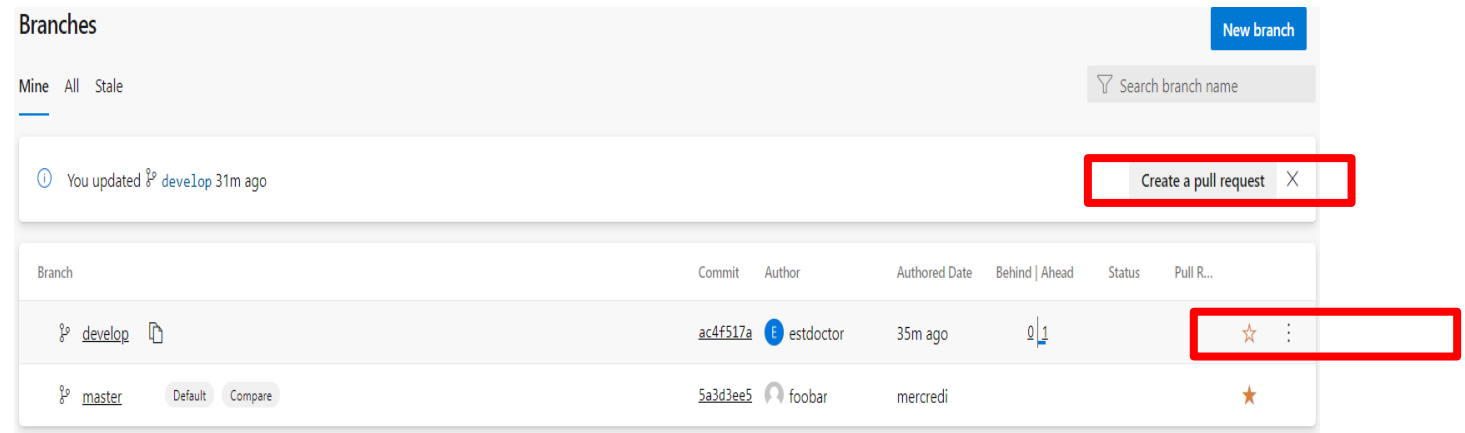 Branches
New branch
Mine All Stale
Search branch name
You updated develop 31m ago
Create a pull request
Branch Commit Author Authored Date Behind | Ahead Status Pull R...
develop ac4f517a E estdoctor 35m ago 0 | 1
master Default Compare 5a3d3ee5 foobar mercredi